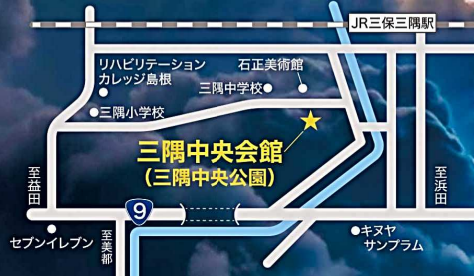 JR三保三隅駅
リハビリテーション
カレッジ島根
石正美術館
三隅中学校
三隅小学校
三隅中央会館
（三隅中央公園）
至益田
至浜田
9
セブンイレブン
至美都
キヌヤ
サンプラム